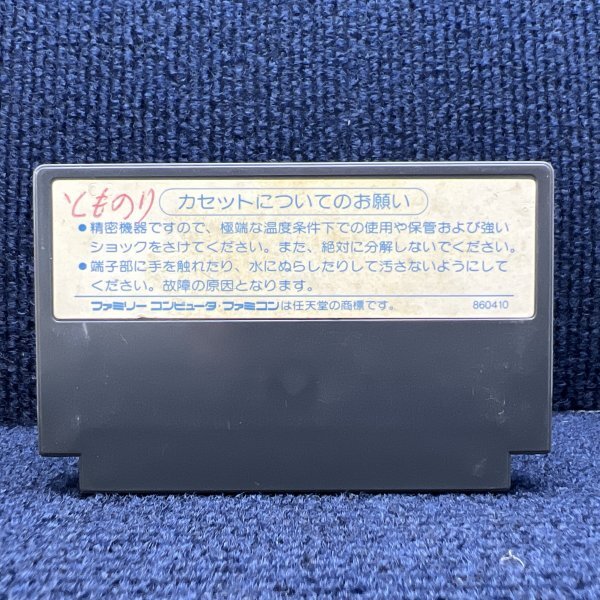 とものり カセットについてのお願い
●精密機器ですので、極端な温度条件下での使用や保管および強い
ショックをさけてください。また、絶対に分解しないでください。
●端子部に手を触れたり、水にぬらしたりして汚さないようにして
ください。故障の原因となります。
ファミリーコンピュータ・ファミコンは任天堂の商標です。 860410